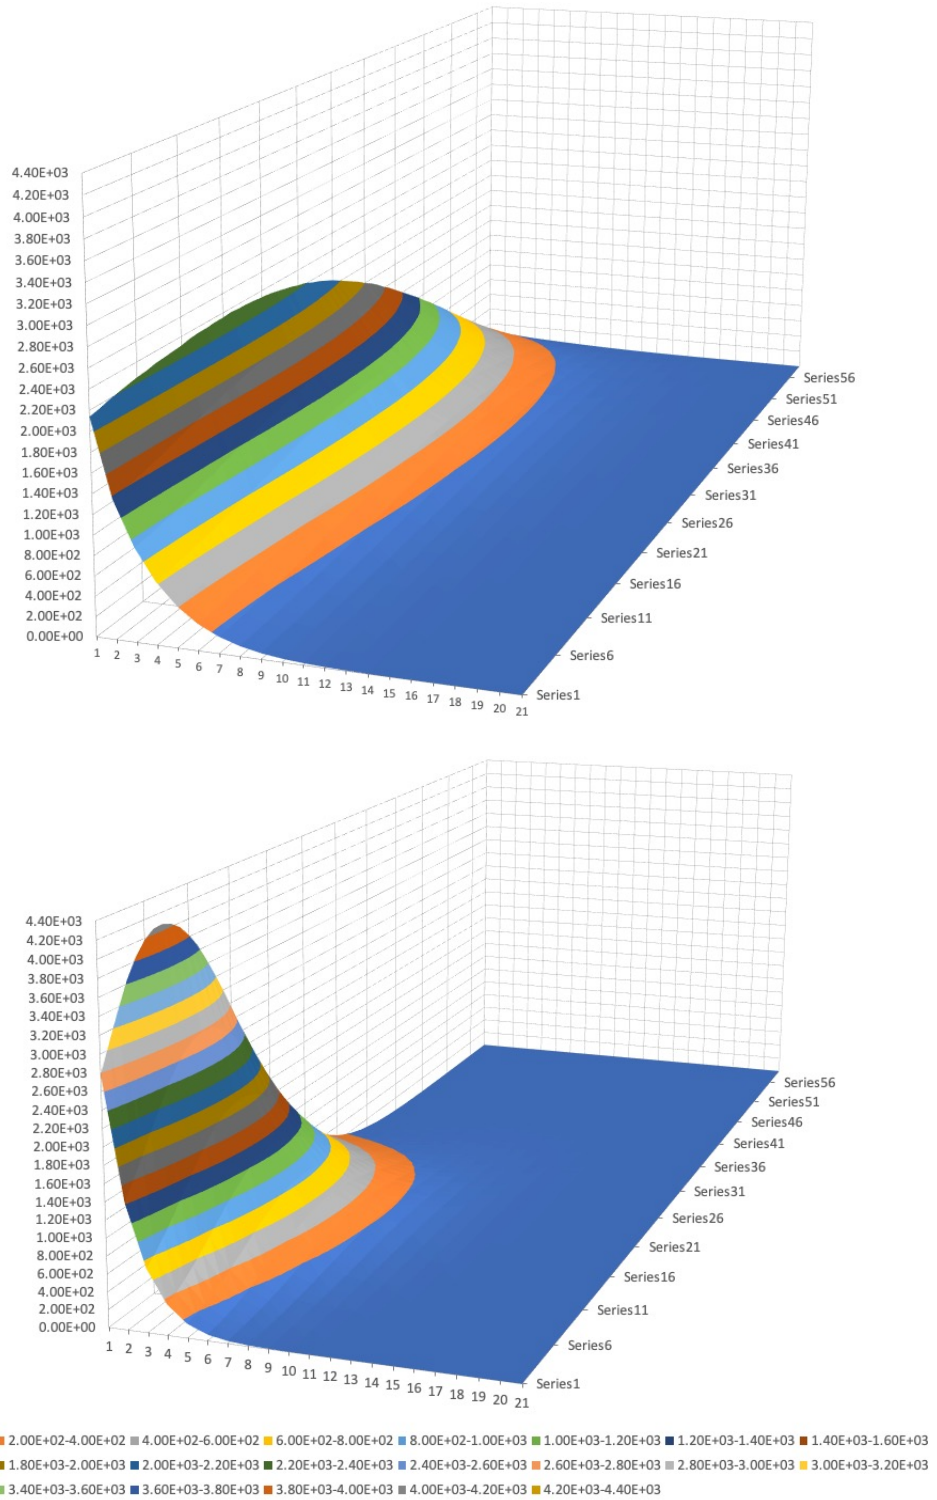 4.40E+03
4.20E+03
4.00E+03
3.80E+03
3.60E+03
3.40E+03
3.20E+03
3.00E+03
2.80E+03
2.60E+03
2.40E+03
2.20E+03
2.00E+03
1.80E+03
1.60E+03
1.40E+03
1.20E+03
1.00E+03
8.00E+02
6.00E+02
4.00E+02
2.00E+02
0.00E+00
1 2 3 4 5 6 7 8 9 10 11 12 13 14 15 16 17 18 19 20 21
Series56
Series51
Series46
Series41
Series36
Series31
Series26
Series21
Series16
Series11
Series6
Series1
4.40E+03
4.20E+03
4.00E+03
3.80E+03
3.60E+03
3.40E+03
3.20E+03
3.00E+03
2.80E+03
2.60E+03
2.40E+03
2.20E+03
2.00E+03
1.80E+03
1.60E+03
1.40E+03
1.20E+03
1.00E+03
8.00E+02
6.00E+02
4.00E+02
2.00E+02
0.00E+00
1 2 3 4 5 6 7 8 9 10 11 12 13 14 15 16 17 18 19 20 21
Series56
Series51
Series46
Series41
Series36
Series31
Series26
Series21
Series16
Series11
Series6
Series1
2.00E+02-4.00E+02 4.00E+02-6.00E+02 6.00E+02-8.00E+02 8.00E+02-1.00E+03 1.00E+03-1.20E+03 1.20E+03-1.40E+03 1.40E+03-1.60E+03
1.80E+03-2.00E+03 2.00E+03-2.20E+03 2.20E+03-2.40E+03 2.40E+03-2.60E+03 2.60E+03-2.80E+03 2.80E+03-3.00E+03 3.00E+03-3.20E+03
3.40E+03-3.60E+03 3.60E+03-3.80E+03 3.80E+03-4.00E+03 4.00E+03-4.20E+03 4.20E+03-4.40E+03